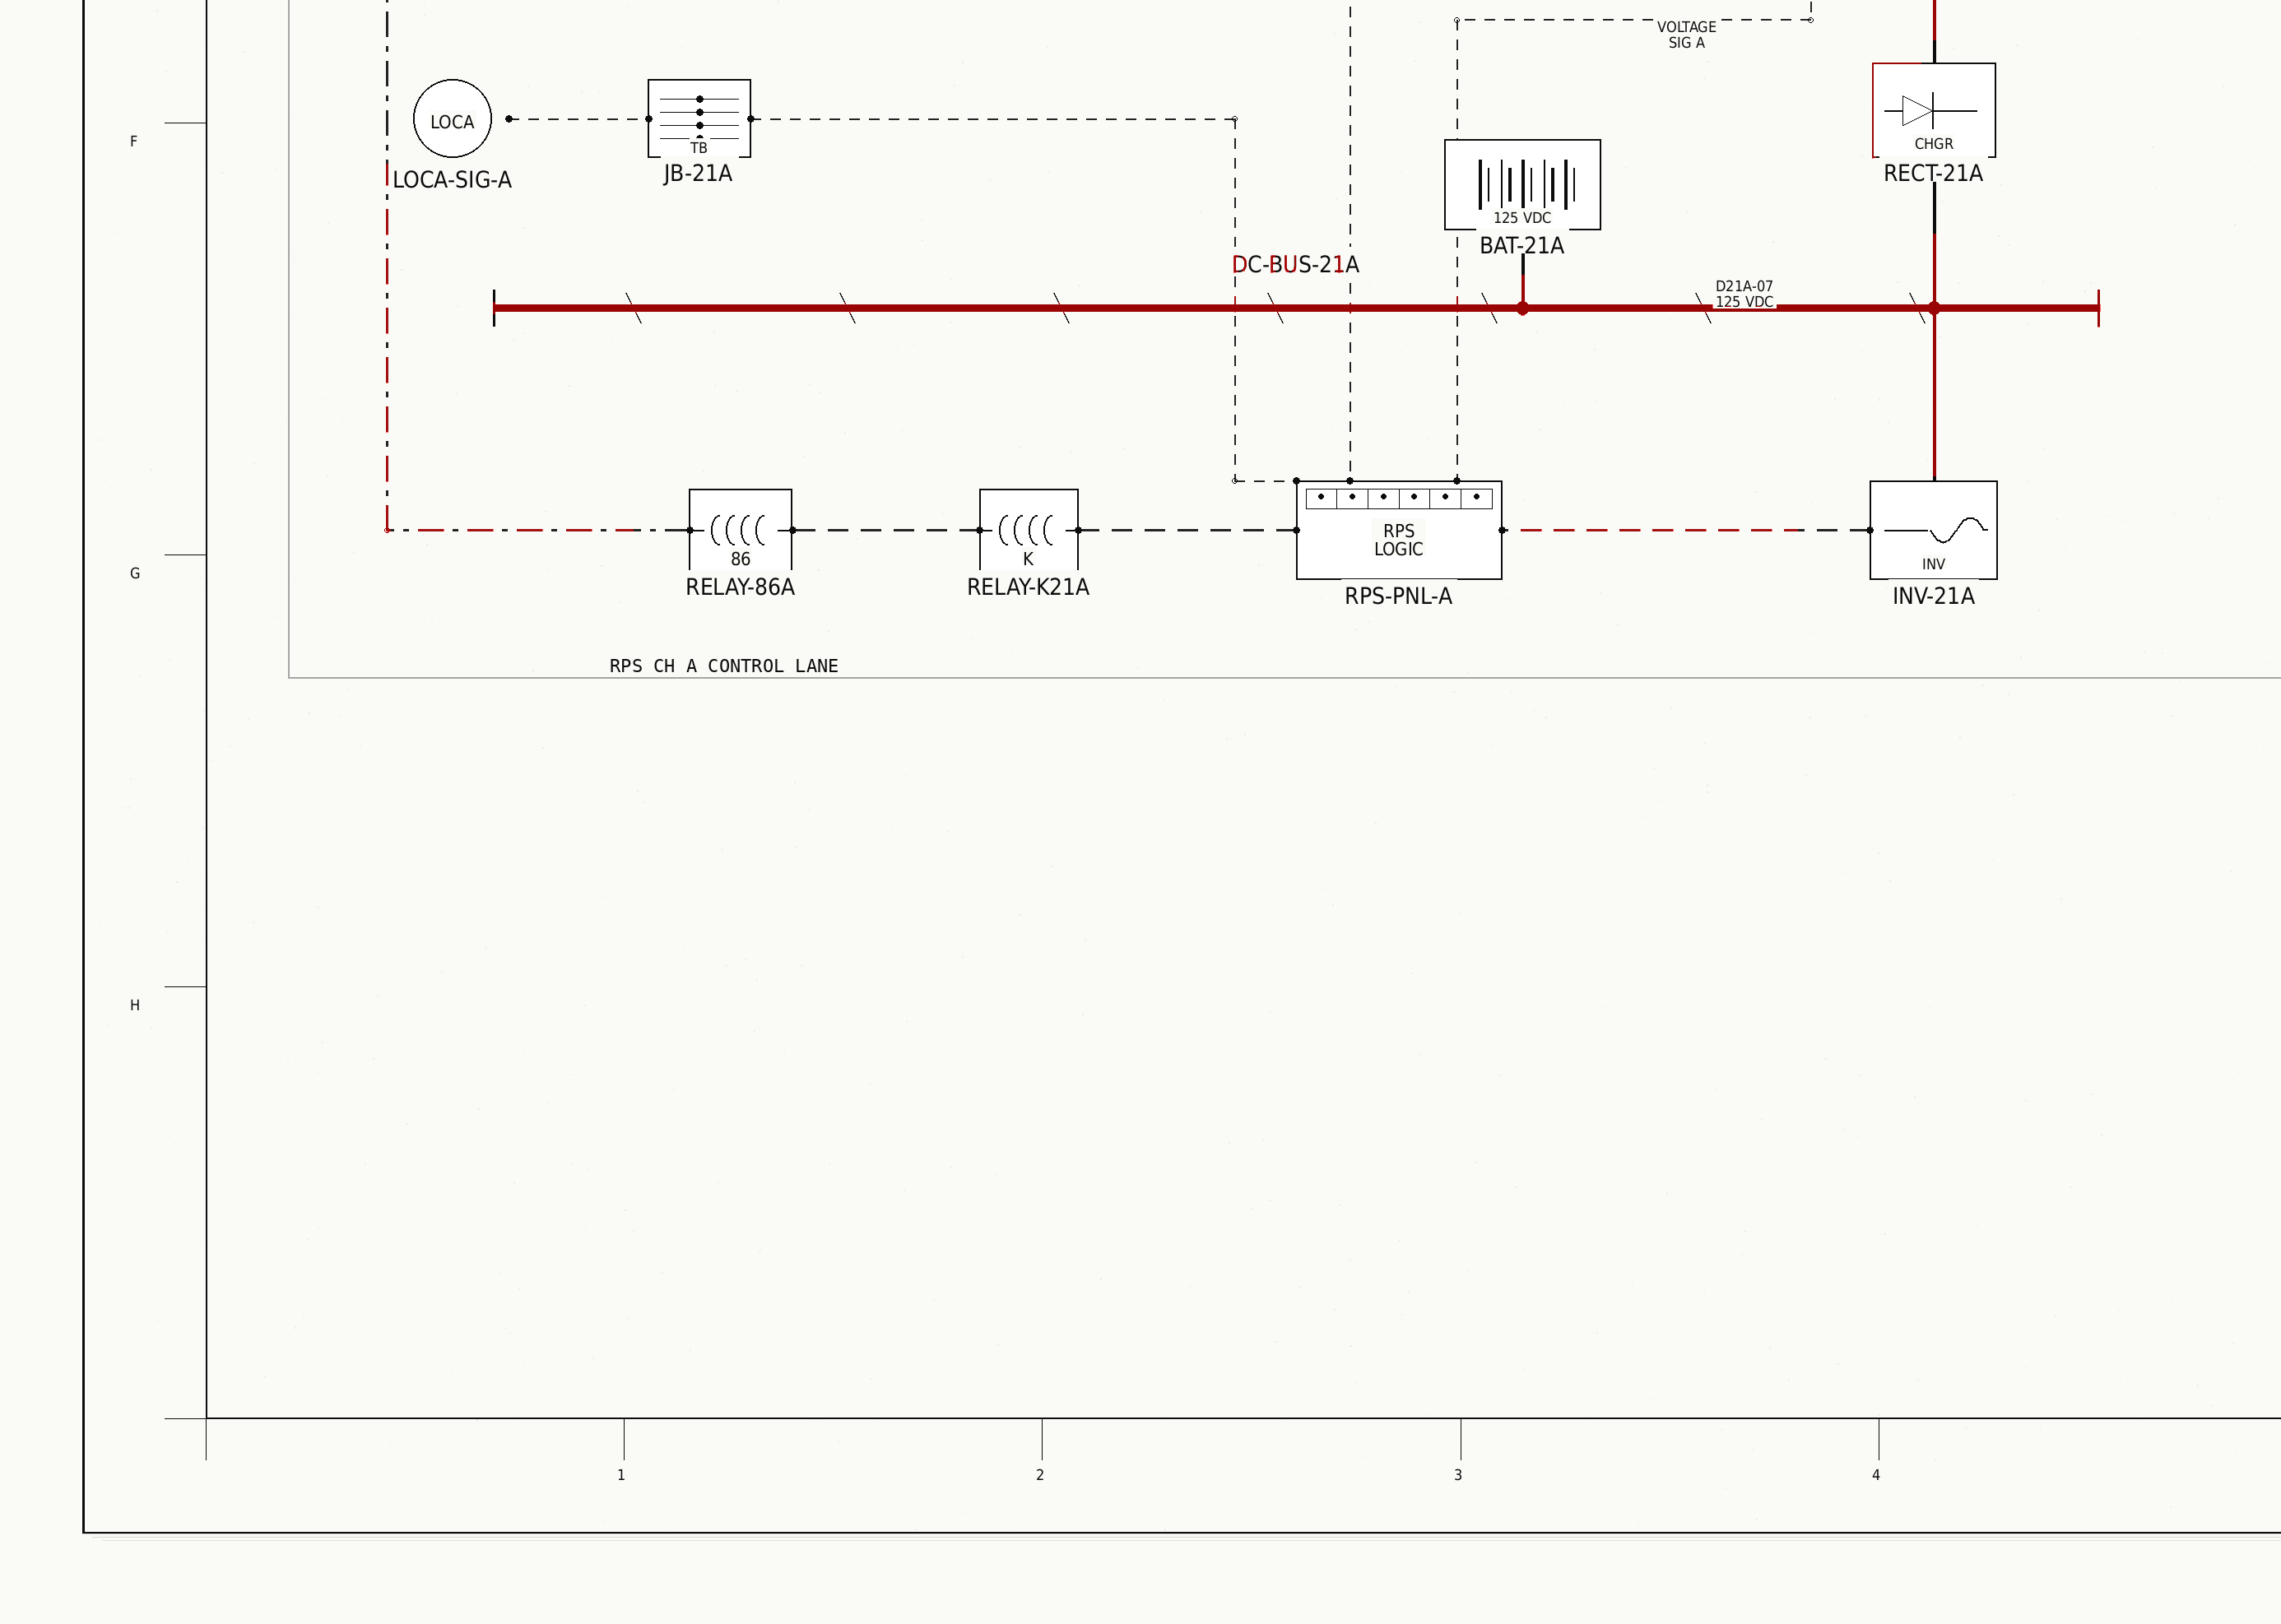 VOLTAGE
SIG A
LOCA
LOCA-SIG-A
TB
JB-21A
F
CHGR
RECT-21A
125 VDC
BAT-21A
DC-BUS-21A
D21A-07
125 VDC
86
RELAY-86A
K
RELAY-K21A
RPS
LOGIC
RPS-PNL-A
INV
INV-21A
G
RPS CH A CONTROL LANE
H
1
2
3
4